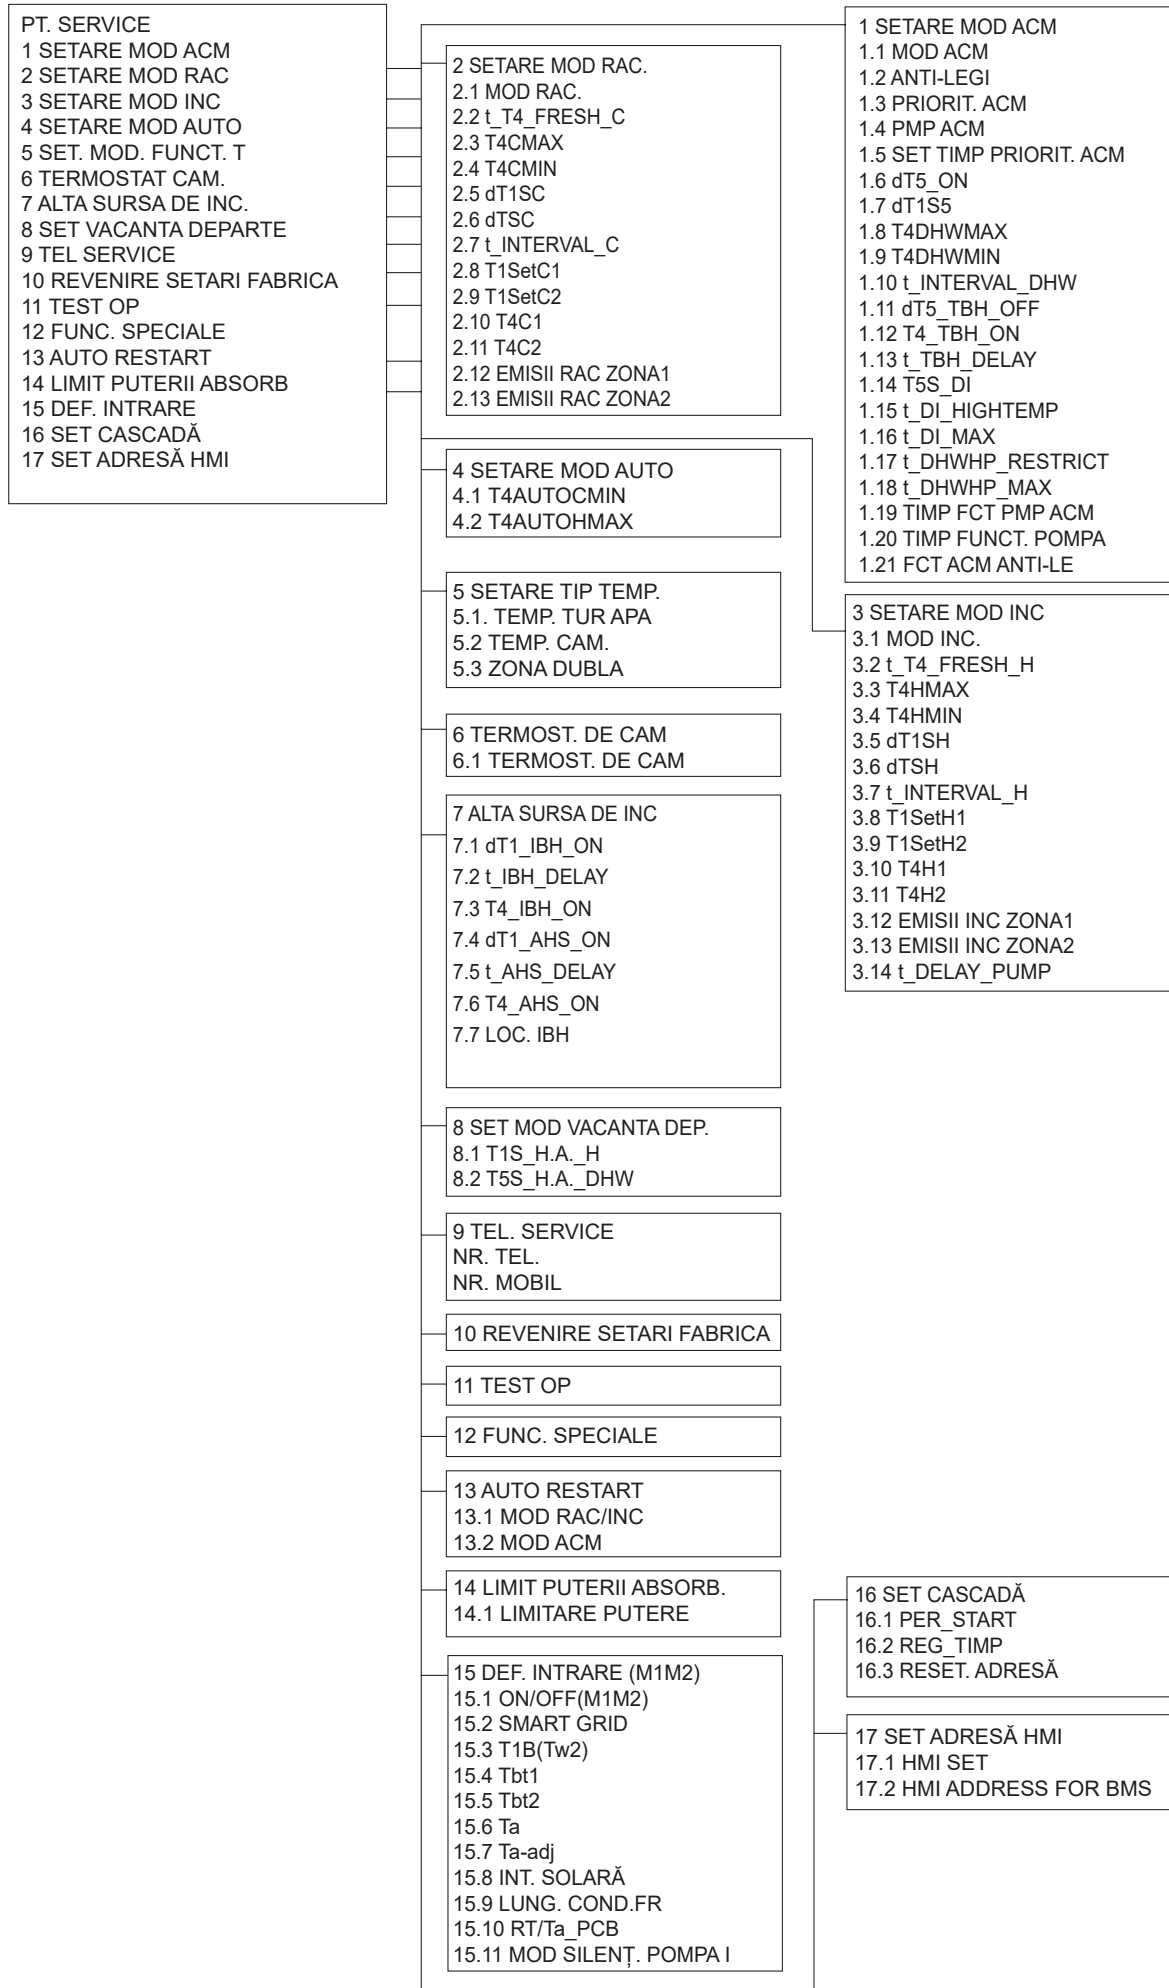 PT. SERVICE
1 SETARE MOD ACM
2 SETARE MOD RAC
3 SETARE MOD INC
4 SETARE MOD AUTO
5 SET. MOD. FUNCT. T
6 TERMOSTAT CAM.
7 ALTA SURSA DE INC.
8 SET VACANTA DEPARTE
9 TEL SERVICE
10 REVENIRE SETARI FABRICA
11 TEST OP
12 FUNC. SPECIALE
13 AUTO RESTART
14 LIMIT PUTERII ABSORB
15 DEF. INTRARE
16 SET CASCADĂ
17 SET ADRESĂ HMI
1 SETARE MOD ACM
1.1 MOD ACM
1.2 ANTI-LEGI
1.3 PRIORIT. ACM
1.4 PMP ACM
1.5 SET TIMP PRIORIT. ACM
1.6 dT5_ON
1.7 dT1S5
1.8 T4DHWMAX
1.9 T4DHWMIN
1.10 t_INTERVAL_DHW
1.11 dT5_TBH_OFF
1.12 T4_TBH_ON
1.13 t_TBH_DELAY
1.14 T5S_DI
1.15 t_DI_HIGHTEMP
1.16 t_DI_MAX
1.17 t_DHWHP_RESTRICT
1.18 t_DHWHP_MAX
1.19 TIMP FCT PMP ACM
1.20 TIMP FUNCT. POMPA
1.21 FCT ACM ANTI-LE
2 SETARE MOD RAC.
2.1 MOD RAC.
2.2 t_T4_FRESH_C
2.3 T4CMAX
2.4 T4CMIN
2.5 dT1SC
2.6 dTSC
2.7 t_INTERVAL_C
2.8 T1SetC1
2.9 T1SetC2
2.10 T4C1
2.11 T4C2
2.12 EMISII RAC ZONA1
2.13 EMISII RAC ZONA2
3 SETARE MOD INC
3.1 MOD INC.
3.2 t_T4_FRESH_H
3.3 T4HMAX
3.4 T4HMIN
3.5 dT1SH
3.6 dTSH
3.7 t_INTERVAL_H
3.8 T1SetH1
3.9 T1SetH2
3.10 T4H1
3.11 T4H2
3.12 EMISII INC ZONA1
3.13 EMISII INC ZONA2
3.14 t_DELAY_PUMP
4 SETARE MOD AUTO
4.1 T4AUTOCMIN
4.2 T4AUTOHMAX
5 SETARE TIP TEMP.
5.1. TEMP. TUR APA
5.2 TEMP. CAM.
5.3 ZONA DUBLA
6 TERMOST. DE CAM
6.1 TERMOST. DE CAM
7 ALTA SURSA DE INC
7.1 dT1_IBH_ON
7.2 t_IBH_DELAY
7.3 T4_IBH_ON
7.4 dT1_AHS_ON
7.5 t_AHS_DELAY
7.6 T4_AHS_ON
7.7 LOC. IBH
8 SET MOD VACANTA DEP.
8.1 T1S_H.A._H
8.2 T5S_H.A._DHW
9 TEL. SERVICE
NR. TEL.
NR. MOBIL
10 REVENIRE SETARI FABRICA
11 TEST OP
12 FUNC. SPECIALE
13 AUTO RESTART
13.1 MOD RAC/INC
13.2 MOD ACM
14 LIMIT PUTERII ABSORB.
14.1 LIMITARE PUTERE
15 DEF. INTRARE (M1M2)
15.1 ON/OFF(M1M2)
15.2 SMART GRID
15.3 T1B(Tw2)
15.4 Tbt1
15.5 Tbt2
15.6 Ta
15.7 Ta-adj
15.8 INT. SOLARĂ
15.9 LUNG. COND.FR
15.10 RT/Ta_PCB
15.11 MOD SILENȚ. POMPA I
16 SET CASCADĂ
16.1 PER_START
16.2 REG_TIMP
16.3 RESET. ADRESĂ
17 SET ADRESĂ HMI
17.1 HMI SET
17.2 HMI ADDRESS FOR BMS